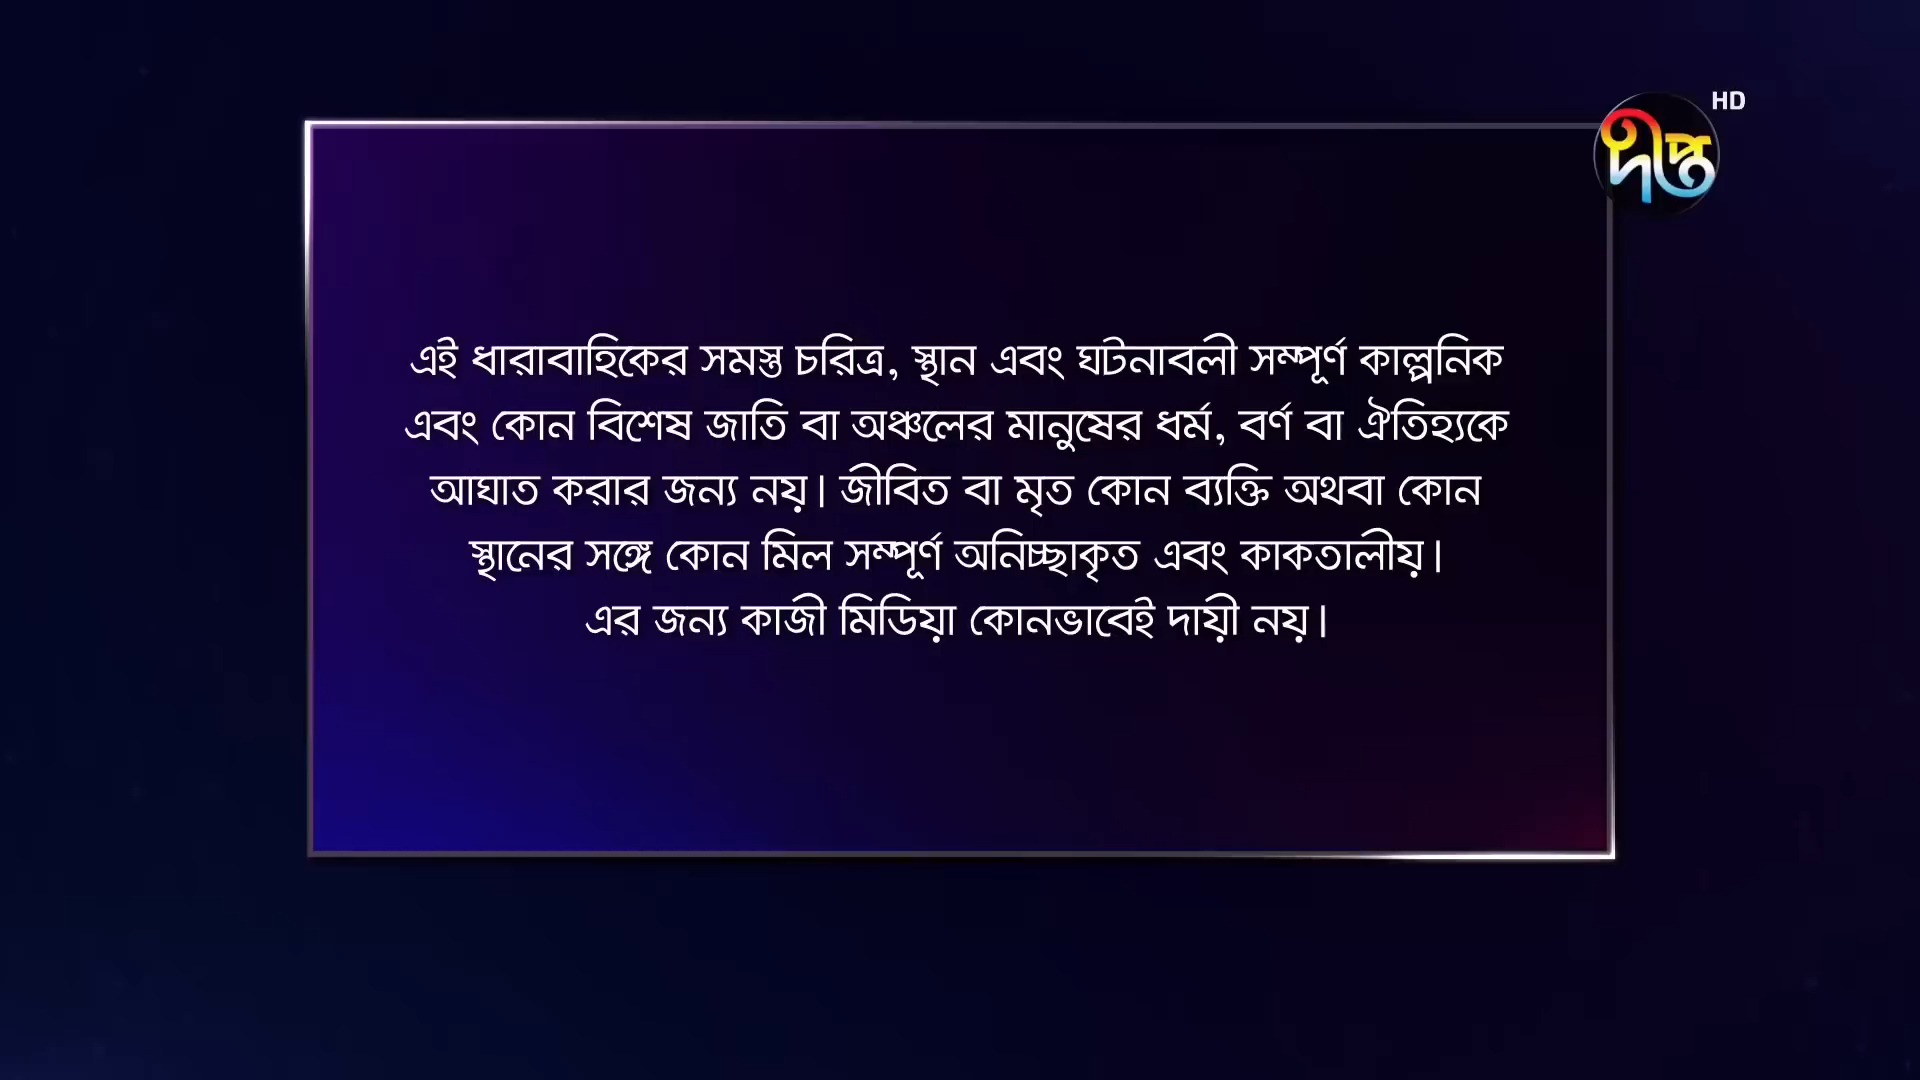 HD
দীপ্ত
এই ধারাবাহিকের সমস্ত চরিত্র, স্থান এবং ঘটনাবলী সম্পূর্ণ কাল্পনিক
এবং কোন বিশেষ জাতি বা অঞ্চলের মানুষের ধর্ম, বর্ণ বা ঐতিহ্যকে
আঘাত করার জন্য নয়। জীবিত বা মৃত কোন ব্যক্তি অথবা কোন
স্থানের সঙ্গে কোন মিল সম্পূর্ণ অনিচ্ছাকৃত এবং কাকতালীয়।
এর জন্য কাজী মিডিয়া কোনভাবেই দায়ী নয়।